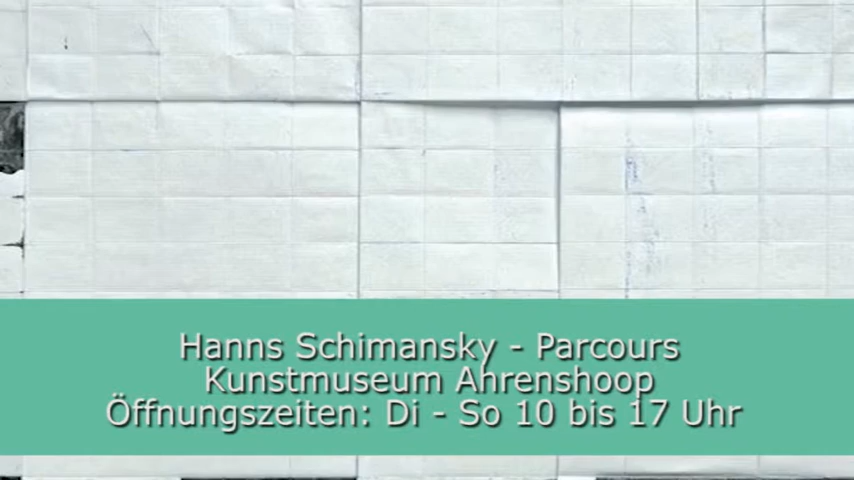 Hanns Schimansky - Parcours
Kunstmuseum Ahrenshoop
Öffnungszeiten: Di - So 10 bis 17 Uhr